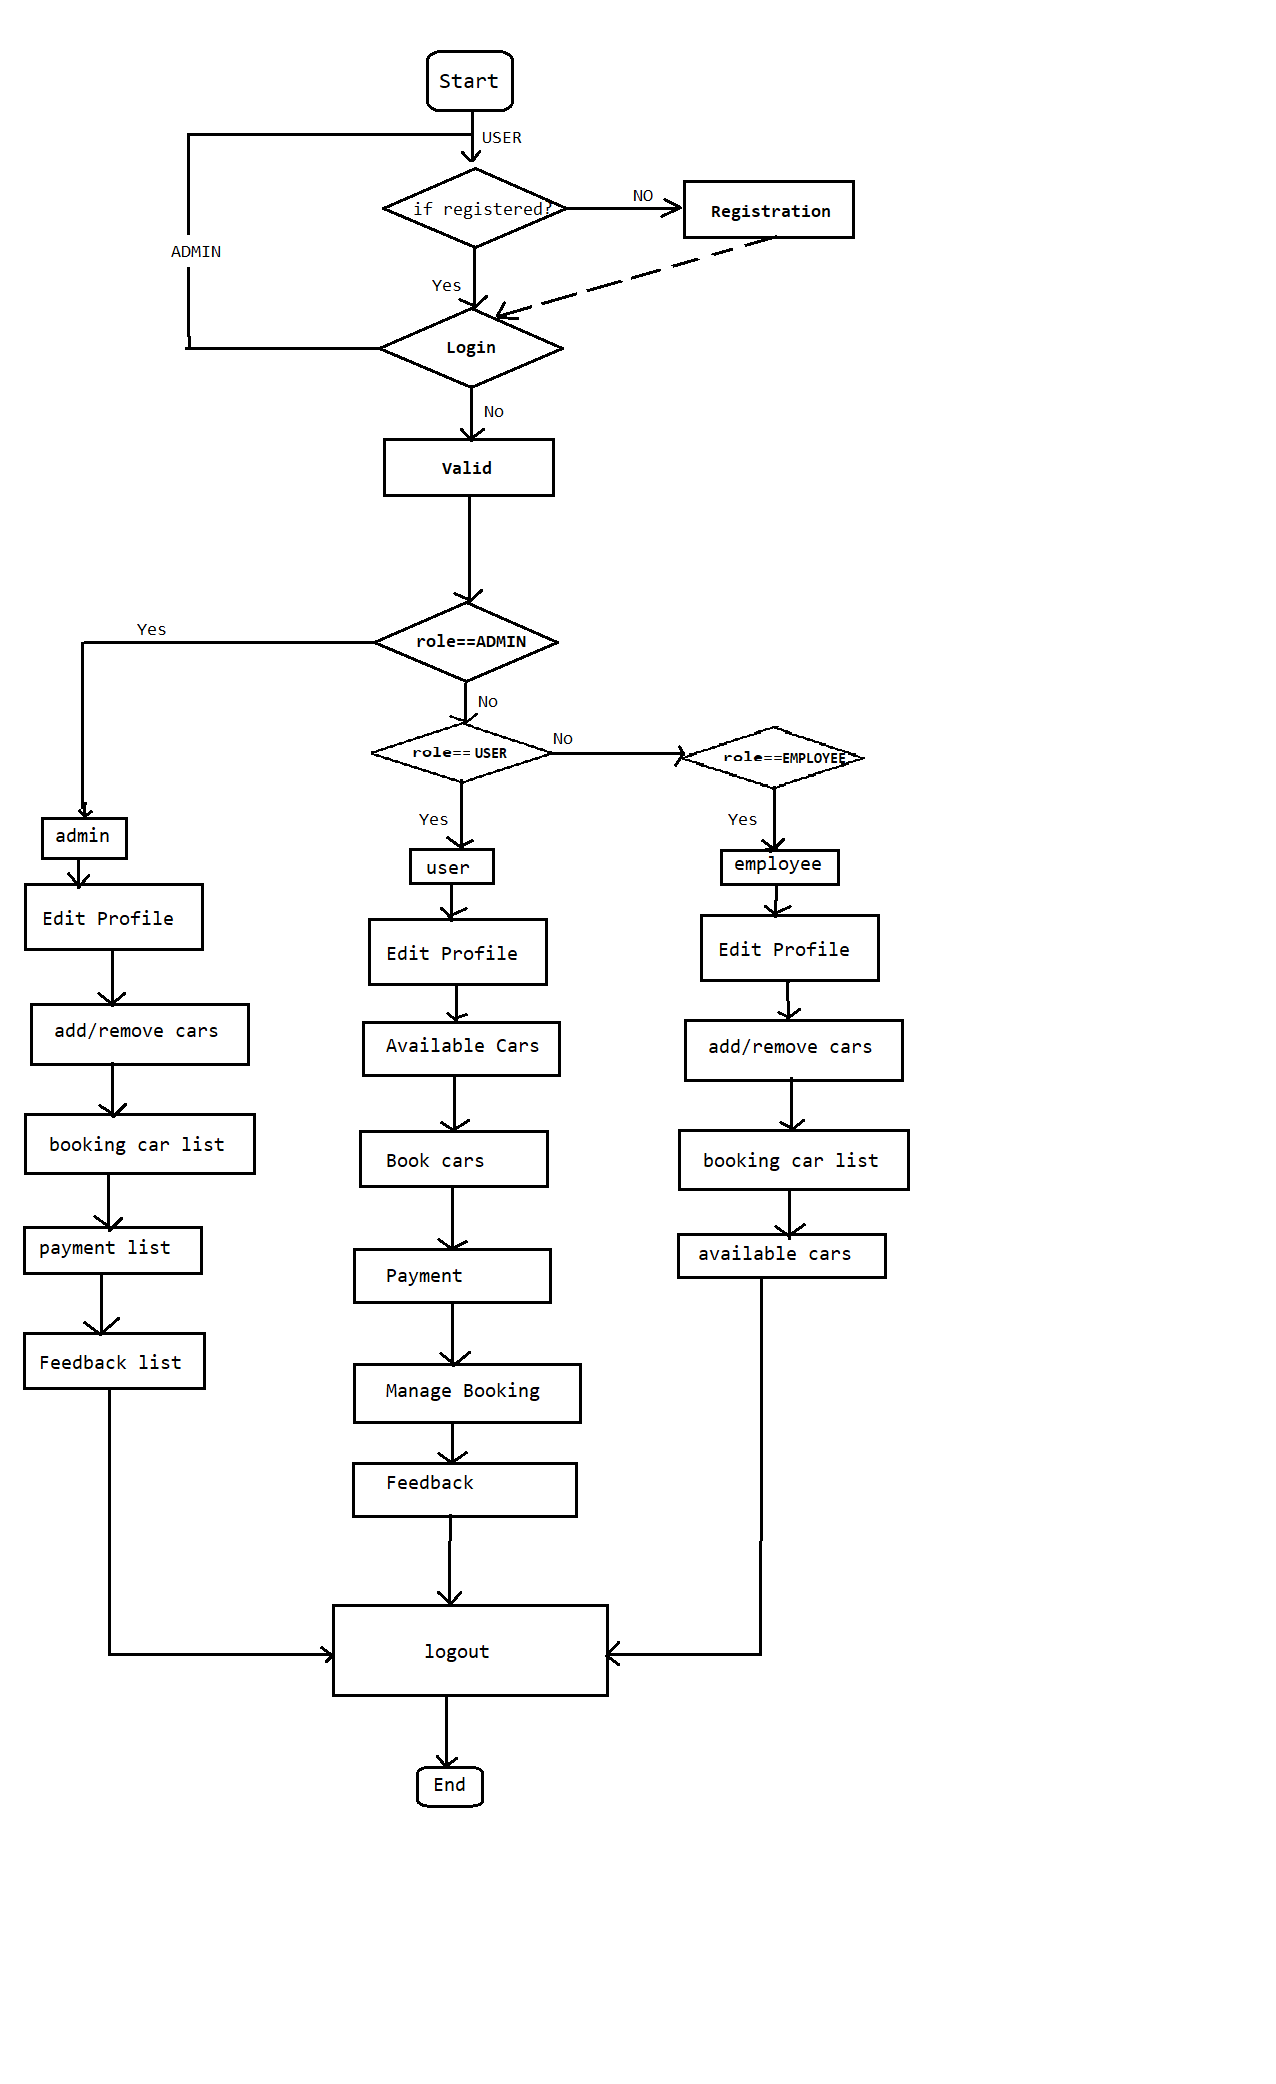 Start
USER
if registered?
NO
Registration
ADMIN
Yes
Login
No
Valid
Yes
role==ADMIN
No
role== USER
No
role==EMPLOYEE
Yes
Yes
admin
user
employee
Edit Profile
Edit Profile
Edit Profile
add/remove cars
Available Cars
add/remove cars
booking car list
Book cars
booking car list
payment list
Payment
available cars
Feedback list
Manage Booking
Feedback
logout
End